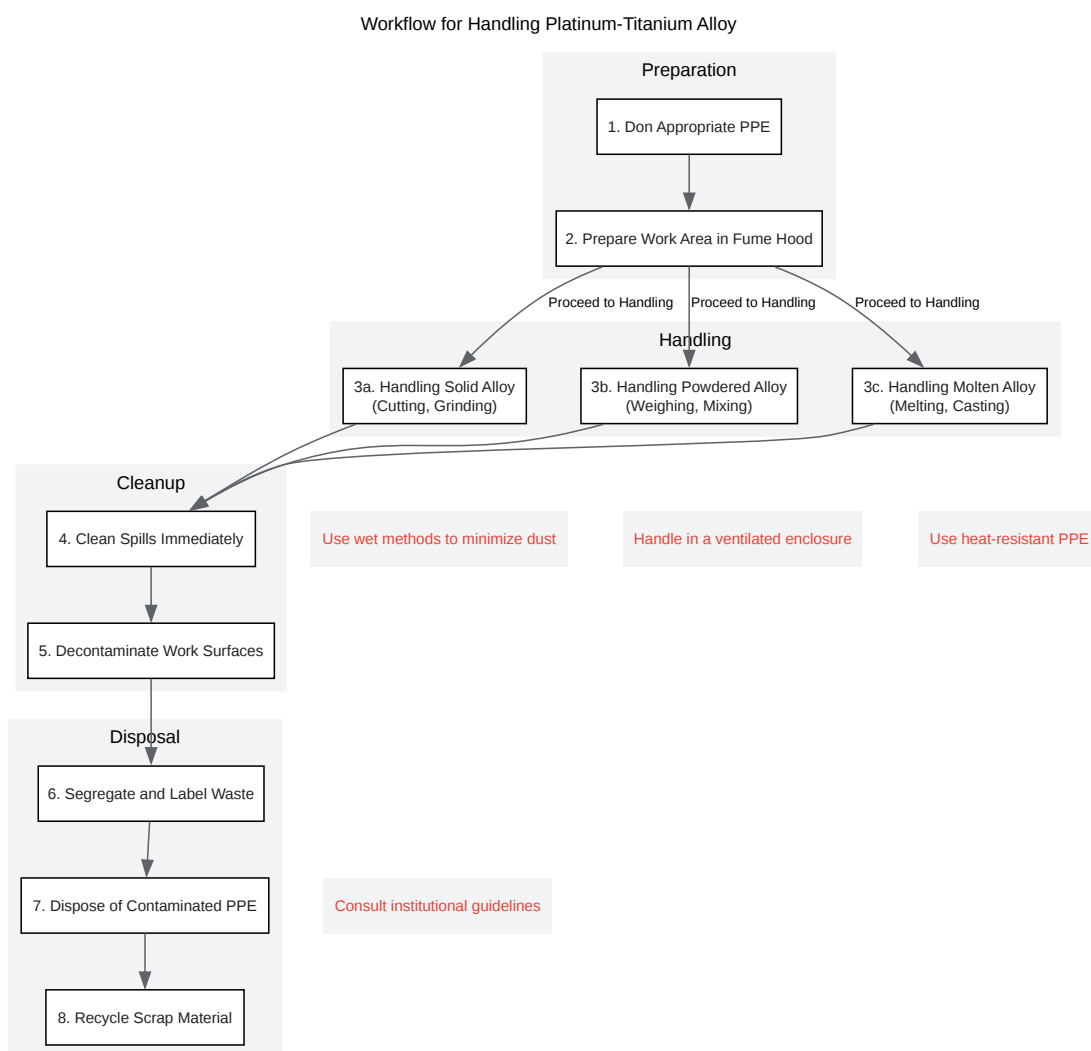 Workflow for Handling Platinum-Titanium Alloy
Preparation
1. Don Appropriate PPE
2. Prepare Work Area in Fume Hood
Proceed to Handling
Proceed to Handling
Proceed to Handling
Handling
3a. Handling Solid Alloy
(Cutting, Grinding)
3b. Handling Powdered Alloy
(Weighing, Mixing)
3c. Handling Molten Alloy
(Melting, Casting)
Cleanup
4. Clean Spills Immediately
Use wet methods to minimize dust
Handle in a ventilated enclosure
Use heat-resistant PPE
5. Decontaminate Work Surfaces
Disposal
6. Segregate and Label Waste
7. Dispose of Contaminated PPE
Consult institutional guidelines
8. Recycle Scrap Material